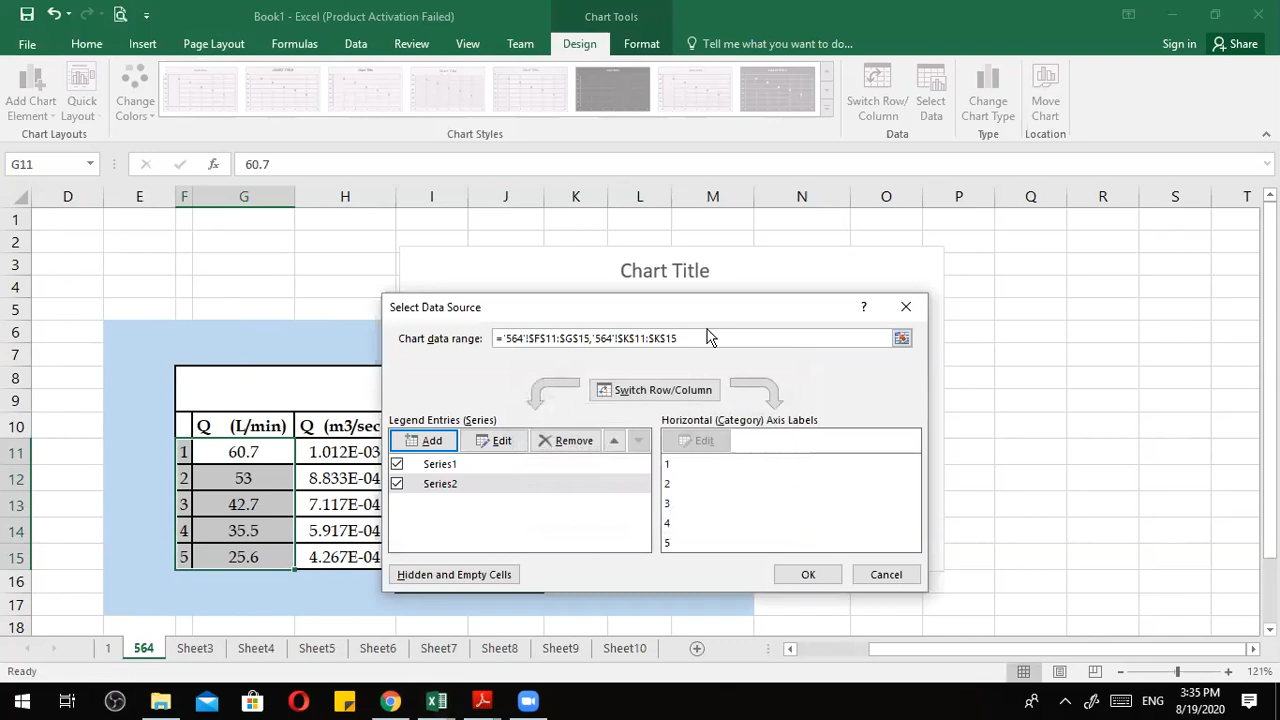 Book1 - Excel (Product Activation Failed)
Chart Tools
File Home Insert Page Layout Formulas Data Review View Team Design Format Tell me what you want to do... Sign in Share
Add Chart Element
Quick Layout
Change Colors
Switch Row/ Column
Select Data
Change Chart Type
Move Chart
Chart Layouts Chart Styles Data Type Location
G11 fx 60.7
D E F G H I J K L M N O P Q R S T
1
2
3
4
5
6
7
8
9
10 Q (L/min) Q (m3/sec
11 1 60.7 1.012E-03
12 2 53 8.833E-04
13 3 42.7 7.117E-04
14 4 35.5 5.917E-04
15 5 25.6 4.267E-04
16
17
18
Chart Title
Select Data Source ?
Chart data range: ='564'!$F$11:$G$15,'564'!$K$11:$K$15
Switch Row/Column
Legend Entries (Series) Horizontal (Category) Axis Labels
Add Edit Remove Edit
Series1 1
Series2 2
3
4
5
Hidden and Empty Cells OK Cancel
1 564 Sheet3 Sheet4 Sheet5 Sheet6 Sheet7 Sheet8 Sheet9 Sheet10
Ready 121%
ENG 3:35 PM
8/19/2020